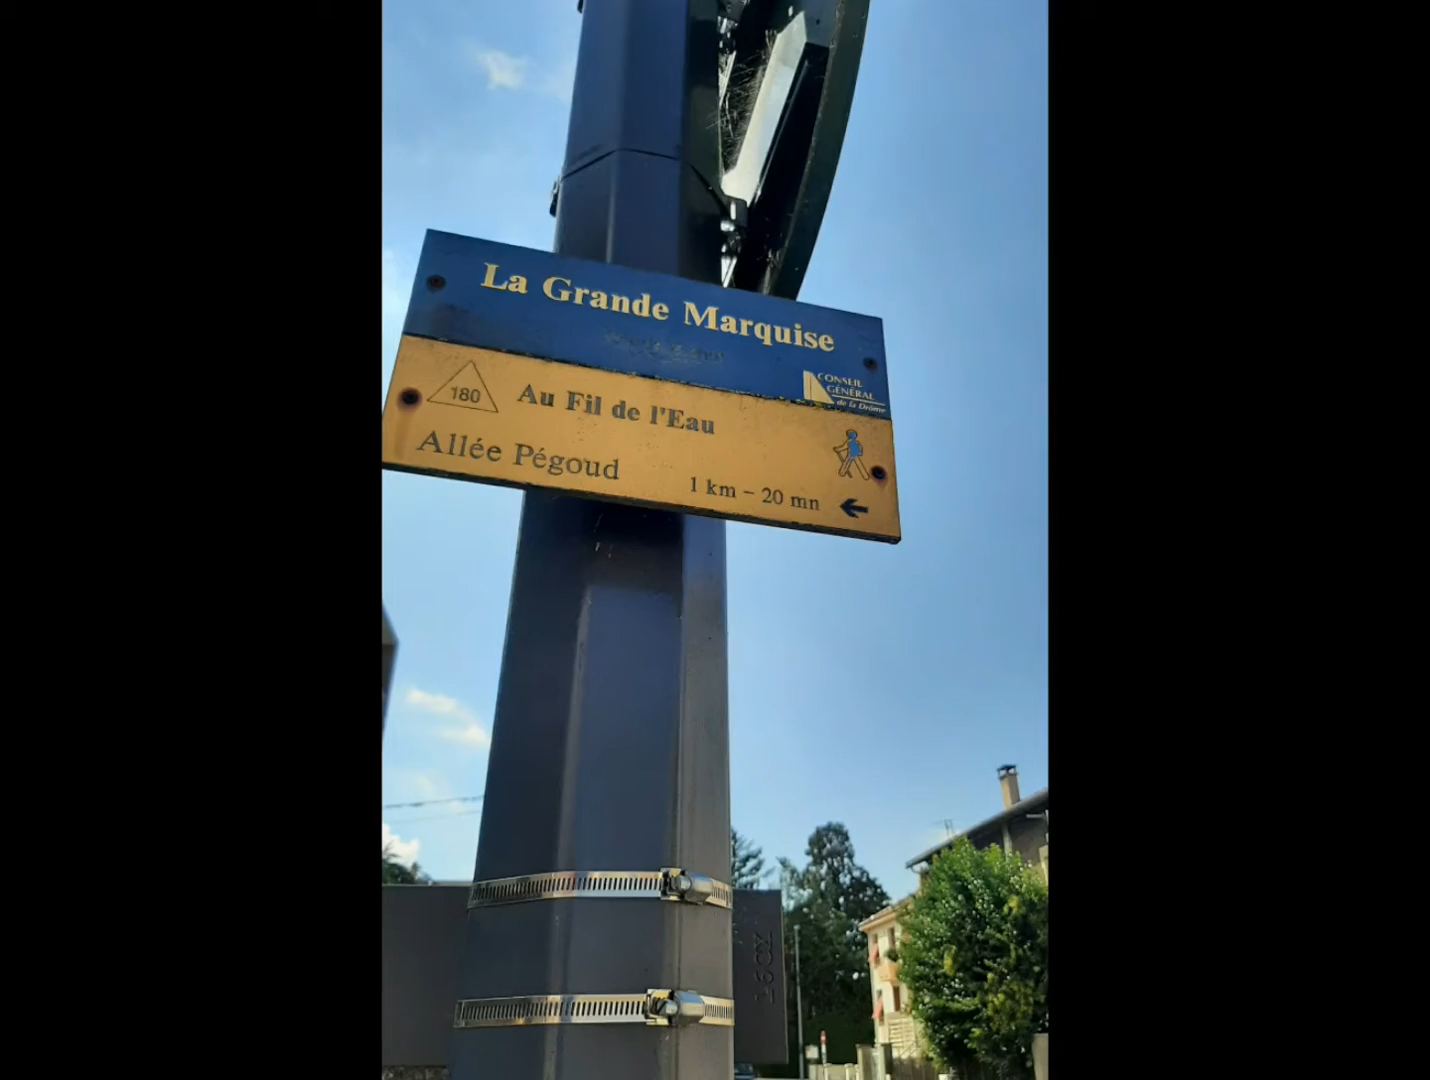 La Grande Marquise
CONSEIL
GÉNÉRAL
de la Drôme
180
Au Fil de l'Eau
Allée Pégoud
1 km – 20 mn